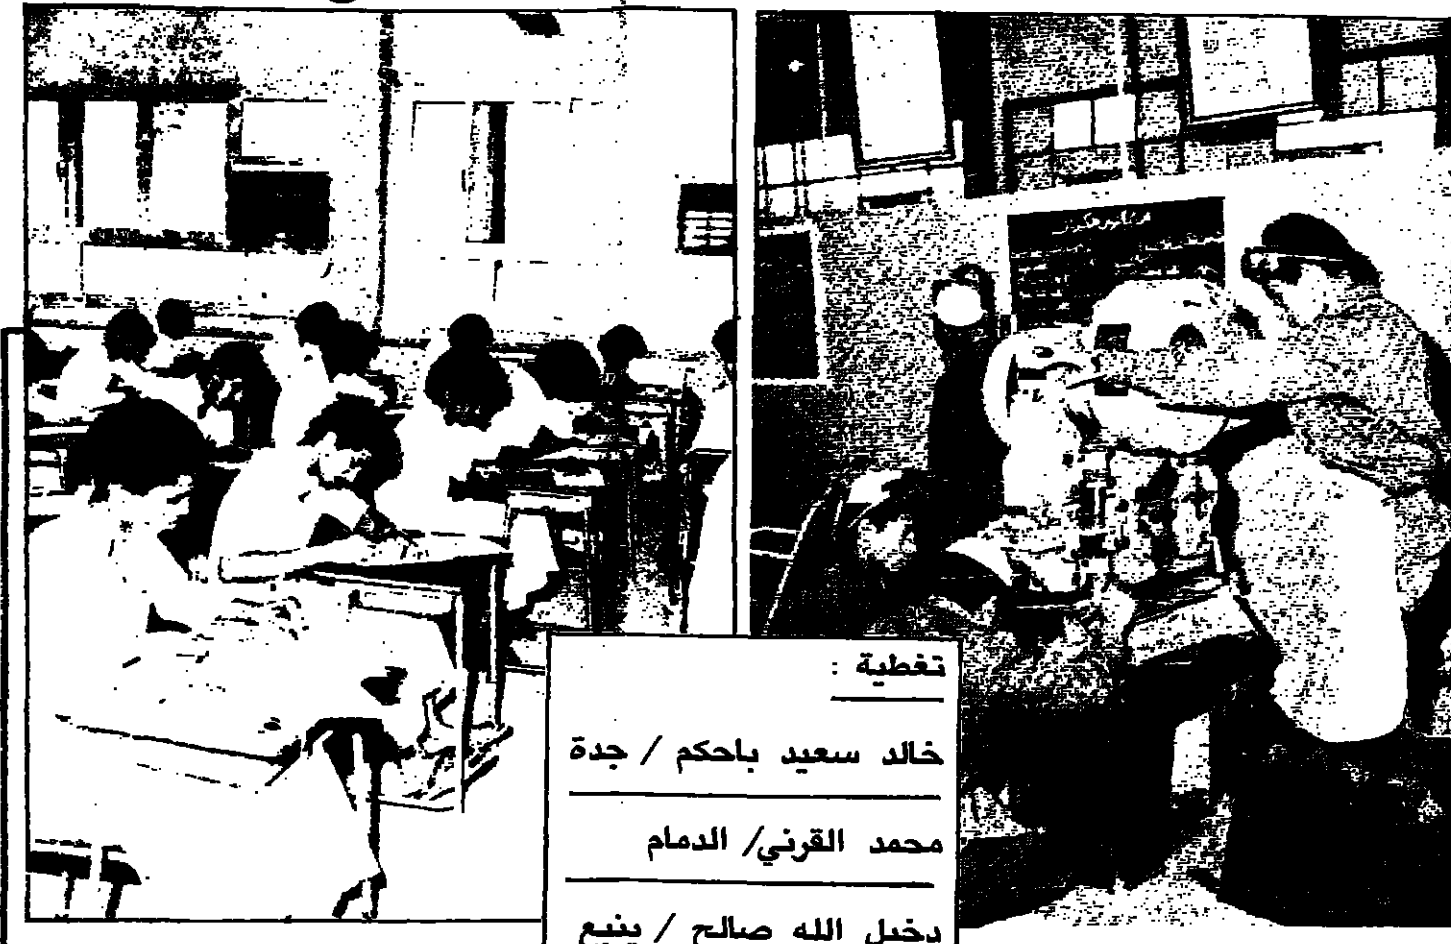 تغطية :
خالد سعيد باحكم / جدة
محمد القرني/ الدمام
دخيل الله صالح / ينبع